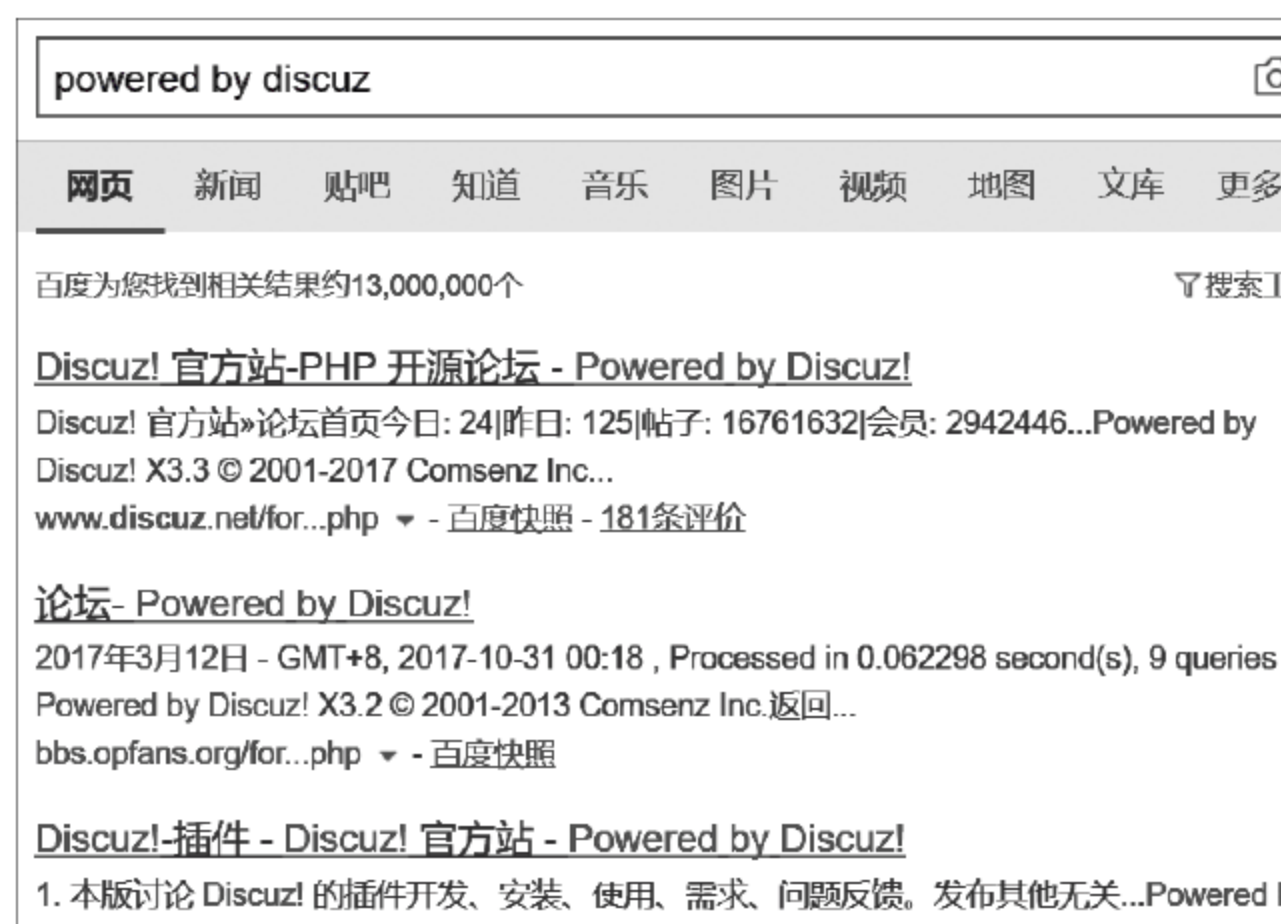 powered by discuz
网页 新闻 贴吧 知道 音乐 图片 视频 地图 文库 更多
百度为您找到相关结果约13,000,000个 搜索工
Discuz! 官方站-PHP 开源论坛 - Powered by Discuz!
Discuz! 官方站»论坛首页今日: 24|昨日: 125|帖子: 16761632|会员: 2942446...Powered by
Discuz! X3.3 © 2001-2017 Comsenz Inc...
www.discuz.net/for...php - 百度快照 - 181条评价
论坛- Powered by Discuz!
2017年3月12日 - GMT+8, 2017-10-31 00:18 , Processed in 0.062298 second(s), 9 queries
Powered by Discuz! X3.2 © 2001-2013 Comsenz Inc.返回...
bbs.opfans.org/for...php - 百度快照
Discuz!-插件 - Discuz! 官方站 - Powered by Discuz!
1. 本版讨论 Discuz! 的插件开发、安装、使用、需求、问题反馈。发布其他无关...Powered